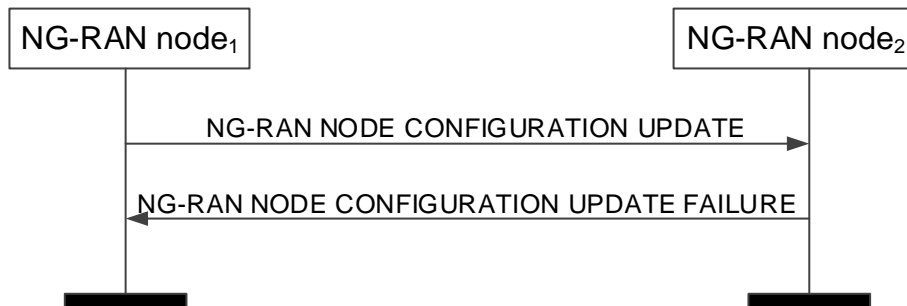 NG-RAN node₁
NG-RAN node₂
NG-RAN NODE CONFIGURATION UPDATE
NG-RAN NODE CONFIGURATION UPDATE FAILURE